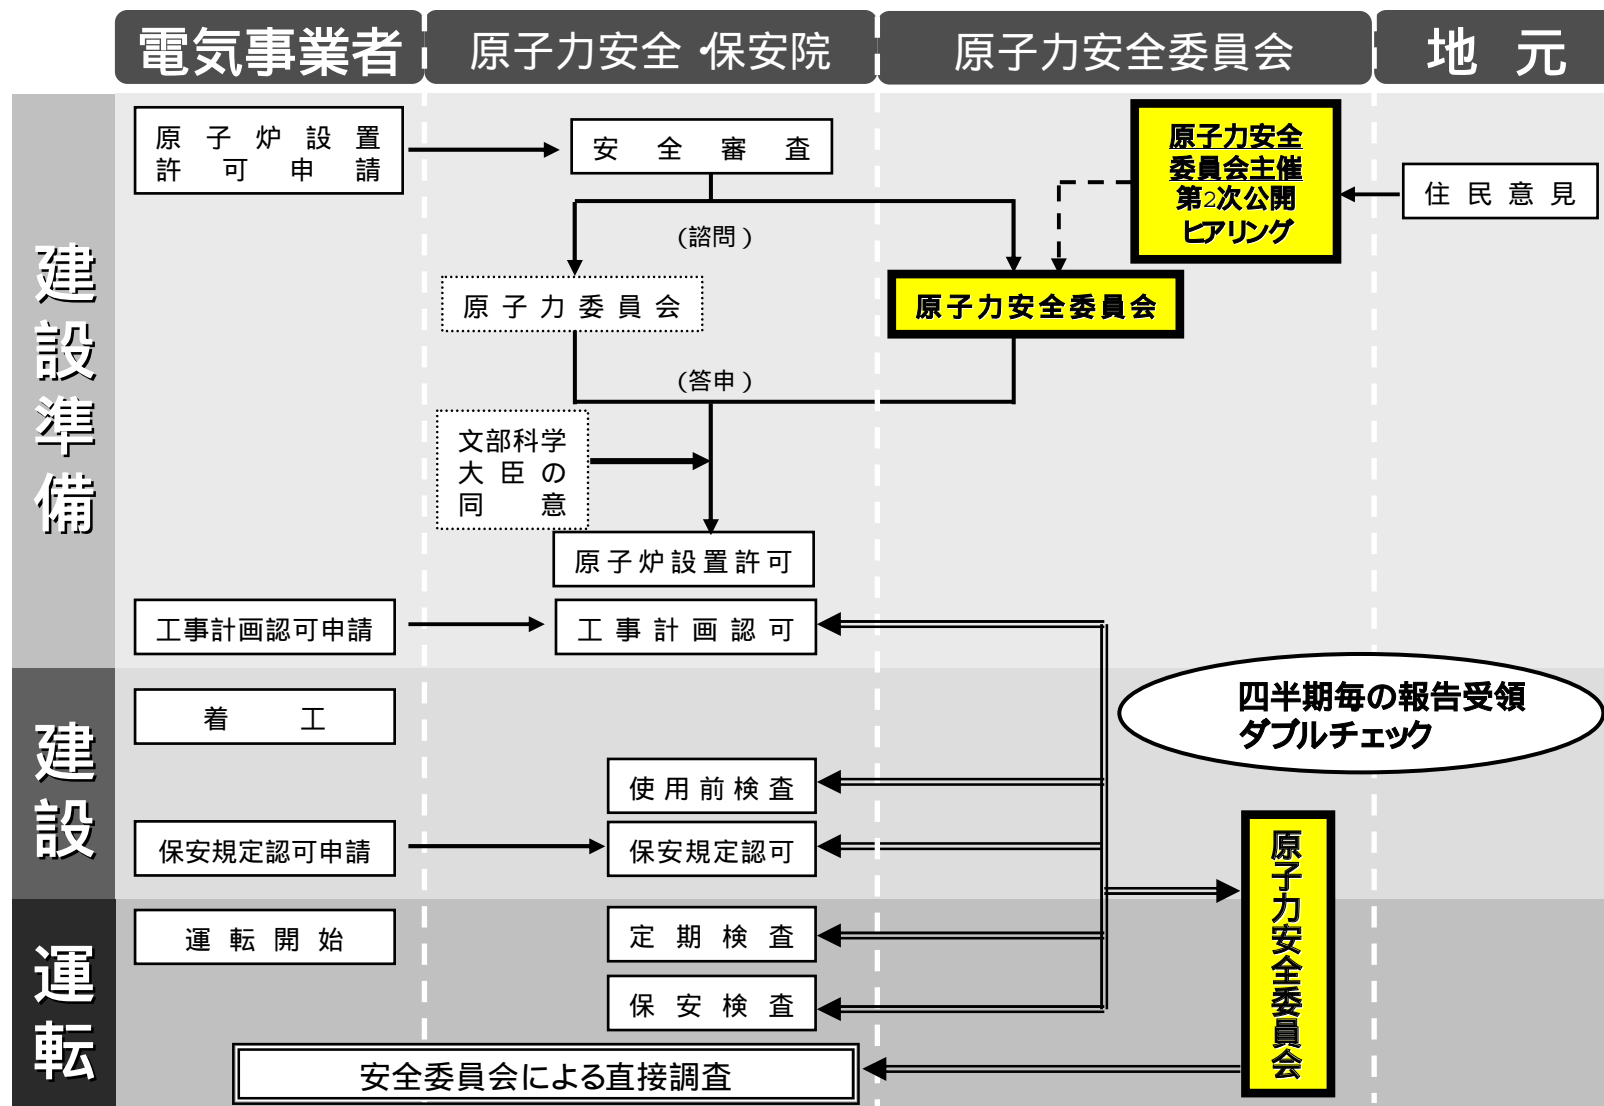 電気事業者
原子力安全・保安院
原子力安全委員会
地元
建設準備
原子炉設置
許可申請
安全審査
原子力安全
委員会主催
第2次公開
ヒアリング
住民意見
(諮問)
原子力委員会
原子力安全委員会
(答申)
文部科学
大臣の
同意
原子炉設置許可
工事計画認可申請
工事計画認可
建設
着工
四半期毎の報告受領
ダブルチェック
使用前検査
保安規定認可申請
保安規定認可
原子力安全委員会
運転
運転開始
定期検査
保安検査
安全委員会による直接調査